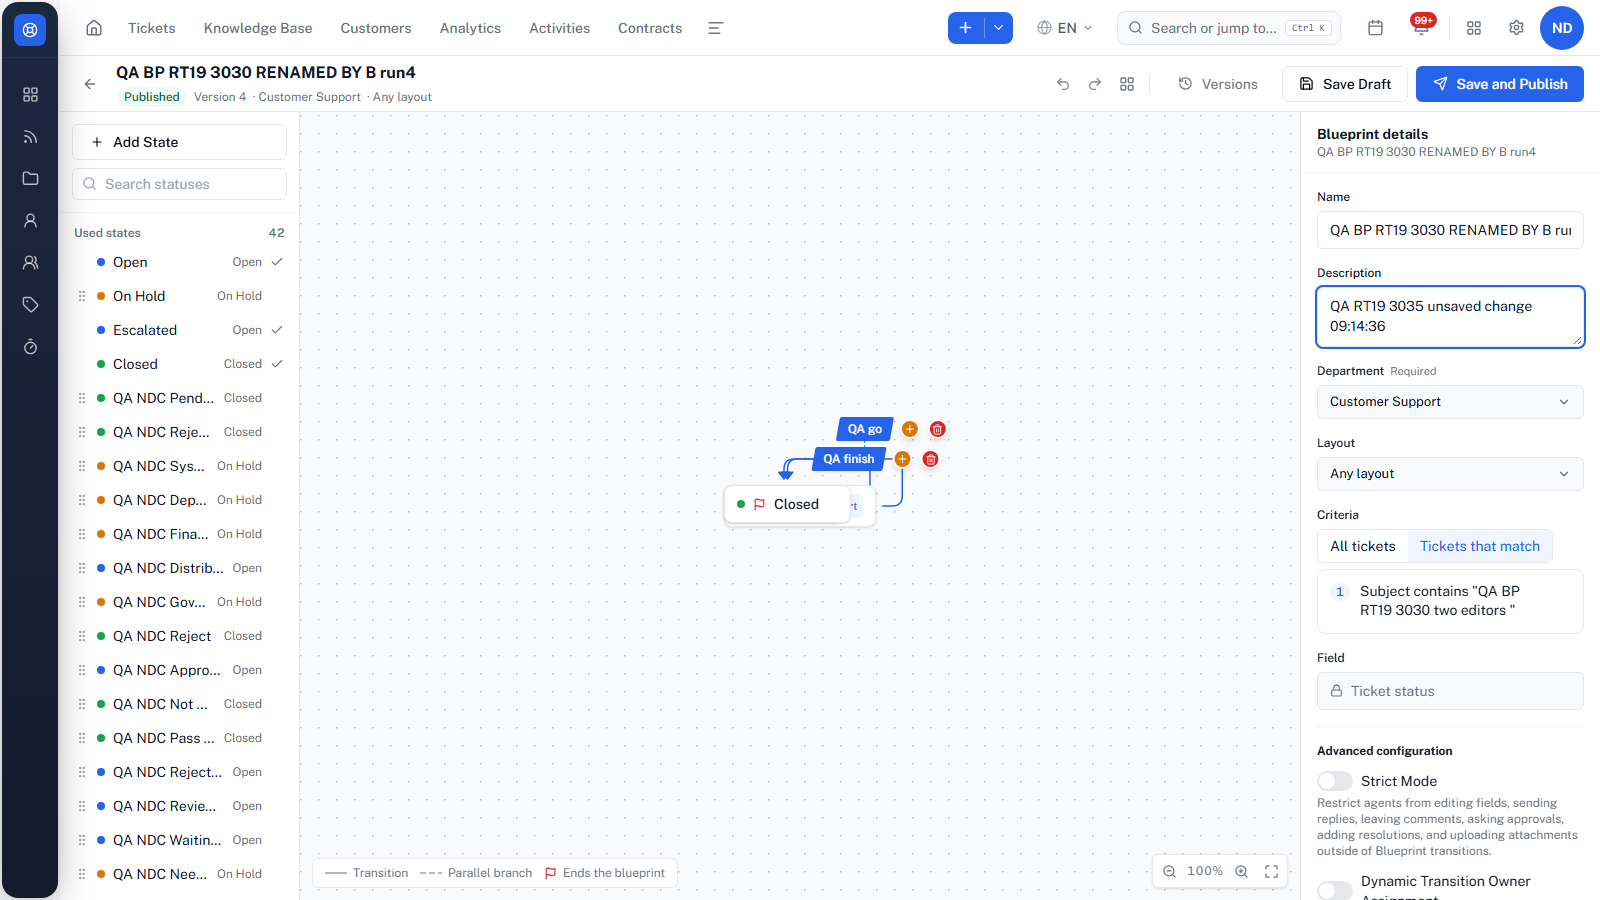 Tickets
Knowledge Base
Customers
Analytics
Activities
Contracts
EN
Search or jump to...
Ctrl K
99+
ND
QA BP RT19 3030 RENAMED BY B run4
Published
Version 4 · Customer Support · Any layout
Versions
Save Draft
Save and Publish
Add State
Search statuses
Used states 42
Open Open
On Hold On Hold
Escalated Open
Closed Closed
QA NDC Pend... Closed
QA NDC Reje... Closed
QA NDC Sys... On Hold
QA NDC Dep... On Hold
QA NDC Fina... On Hold
QA NDC Distrib... Open
QA NDC Gov... On Hold
QA NDC Reject Closed
QA NDC Appro... Open
QA NDC Not ... Closed
QA NDC Pass ... Closed
QA NDC Reject... Open
QA NDC Revie... Open
QA NDC Waitin... Open
QA NDC Nee... On Hold
QA go
QA finish
Closed
Transition
Parallel branch
Ends the blueprint
100%
Blueprint details
QA BP RT19 3030 RENAMED BY B run4
Name
QA BP RT19 3030 RENAMED BY B
Description
QA RT19 3035 unsaved change
09:14:36
Department Required
Customer Support
Layout
Any layout
Criteria
All tickets
Tickets that match
1 Subject contains "QA BP
RT19 3030 two editors "
Field
Ticket status
Advanced configuration
Strict Mode
Restrict agents from editing fields, sending
replies, leaving comments, asking approvals,
adding resolutions, and uploading attachments
outside of Blueprint transitions.
Dynamic Transition Owner